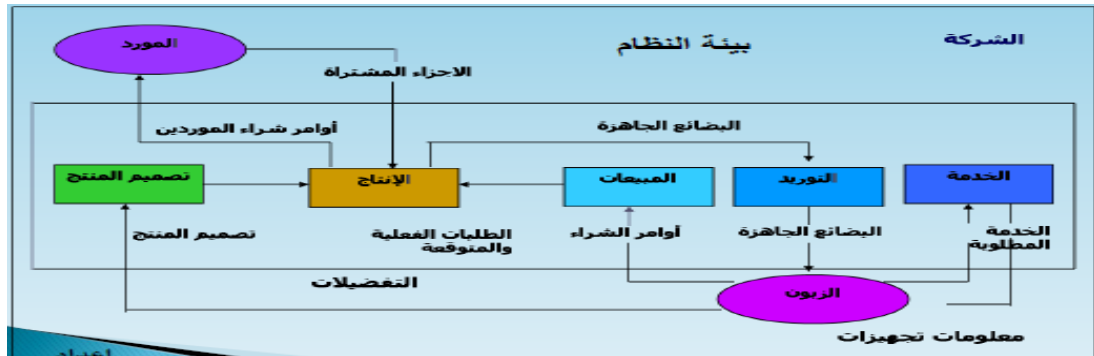 الشركة
بيئة النظام
المورد
الاجزاء المشتراة
أوامر شراء الموردين
البضائع الجاهزة
الخدمة
التوريد
المبيعات
الإنتاج
تصميم المنتج
الخدمة
المطلوبة
البضائع الجاهزة
أوامر الشراء
الطلبات الفعلية
والمتوقعة
تصميم المنتج
التفضيلات
الزبون
معلومات تجهيزات